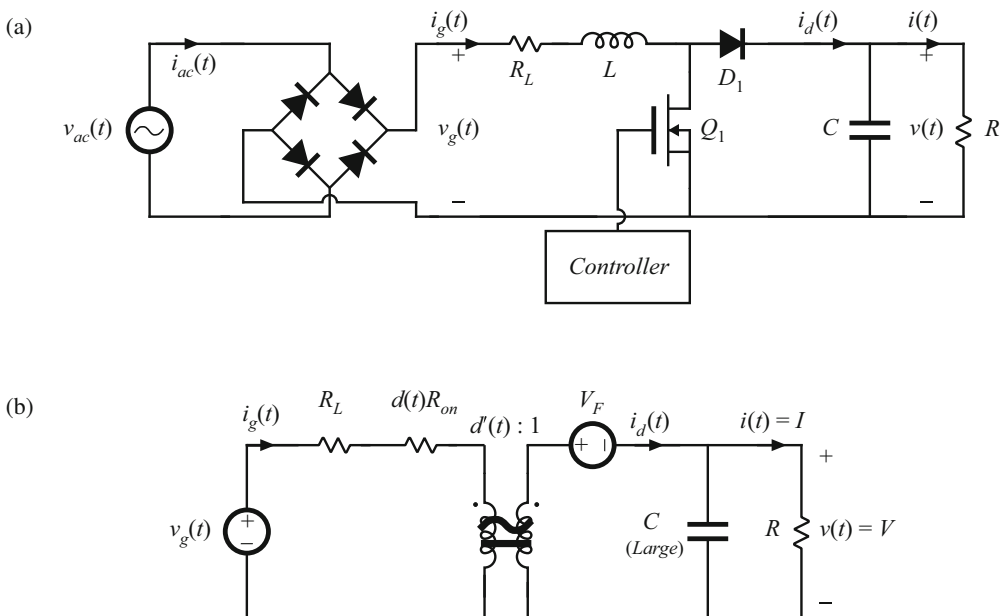 (a)
i_g(t)
i_d(t)
i(t)
i_ac(t)
+
R_L
L
D_1
+
v_ac(t)
v_g(t)
Q_1
C
v(t)
R
–
–
Controller
(b)
i_g(t)
R_L
d(t)R_on
d'(t) : 1
V_F
i_d(t)
i(t) = I
+ –
+
v_g(t)
+
–
C
(Large)
R
v(t) = V
–